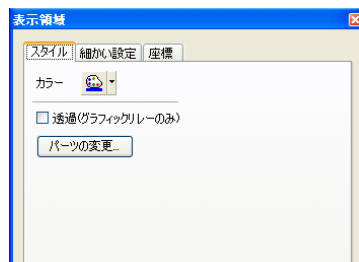 表示領域
スタイル 細かい設定 座標
カラー
透過(グラフィックリレーのみ)
パーツの変更...